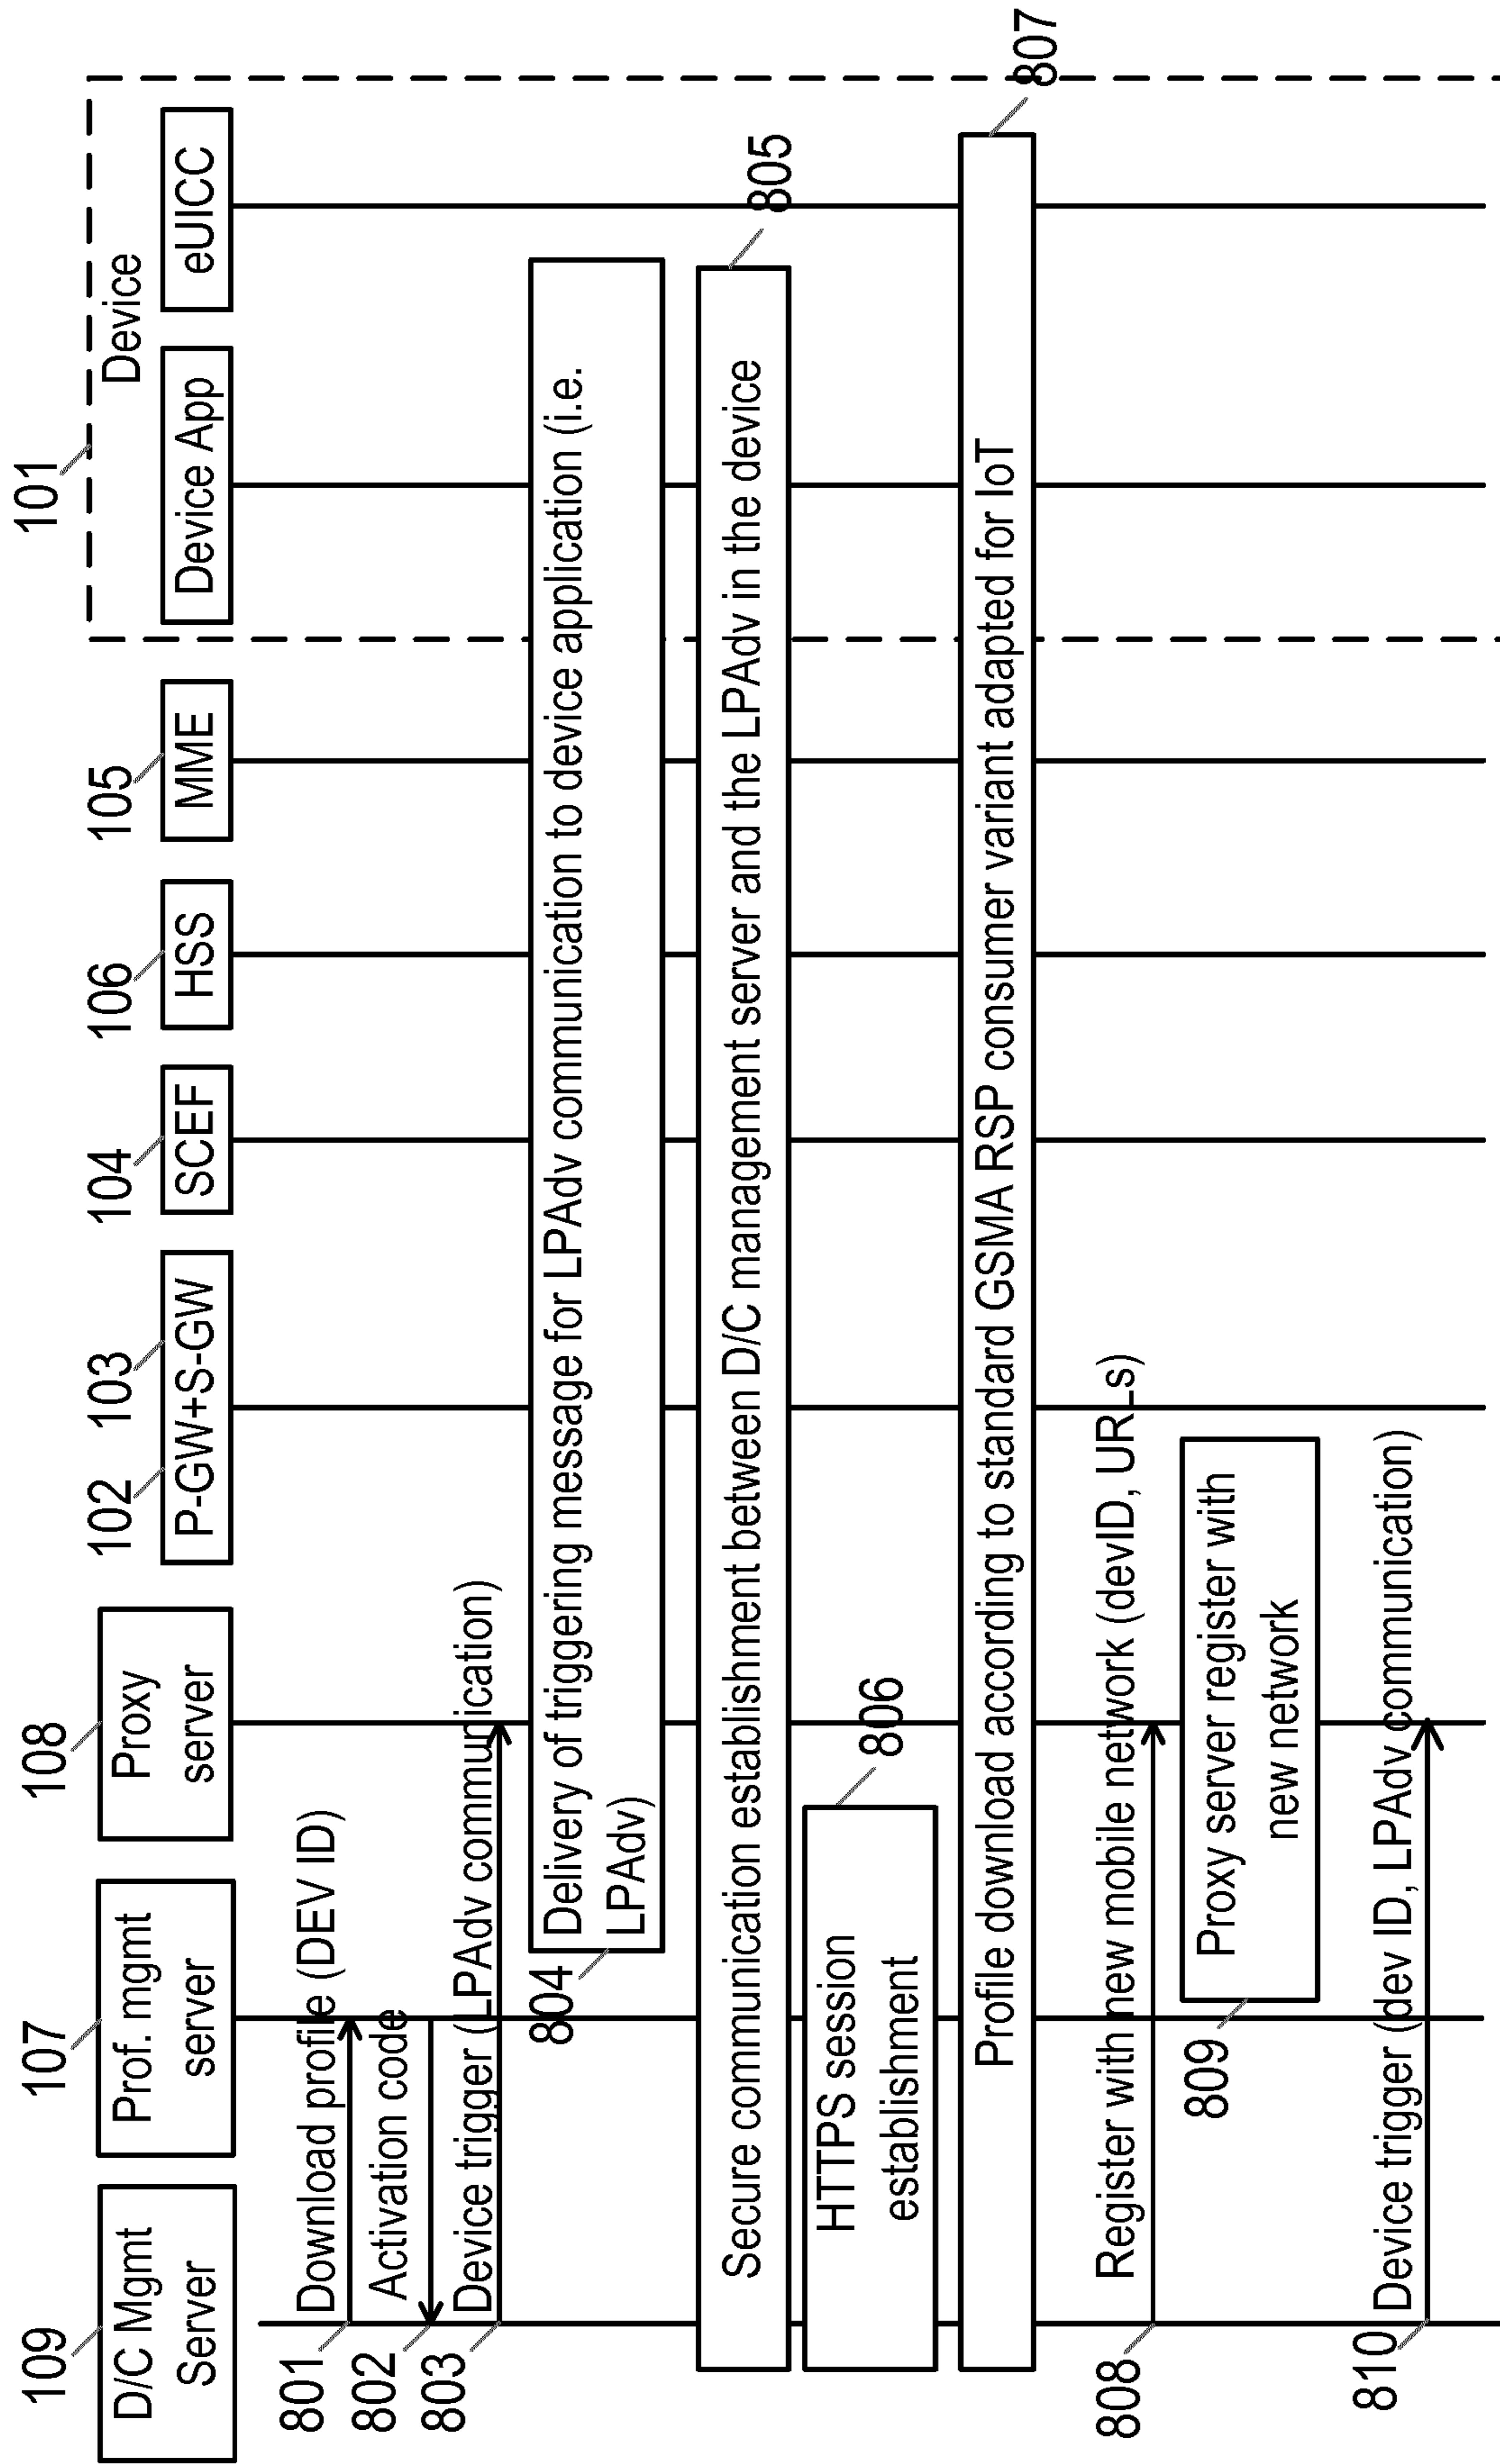 109
D/C Mgmt
Server
107
Prof. mgmt
server
108
Proxy
server
102
103
P-GW+S-GW
104
SCEF
106
HSS
105
MME
101
Device
Device App
eUICC
801
Download profile (DEV ID)
802
Activation code
803
Device trigger (LPAdv communication)
804
Delivery of triggering message for LPAdv communication to device application (i.e.
LPAdv)
805
Secure communication establishment between D/C management server and the LPAdv in the device
806
HTTPS session
establishment
807
Profile download according to standard GSMA RSP consumer variant adapted for IoT
808
Register with new mobile network (devID, URLs)
809
Proxy server register with
new network
810
Device trigger (dev ID, LPAdv communication)